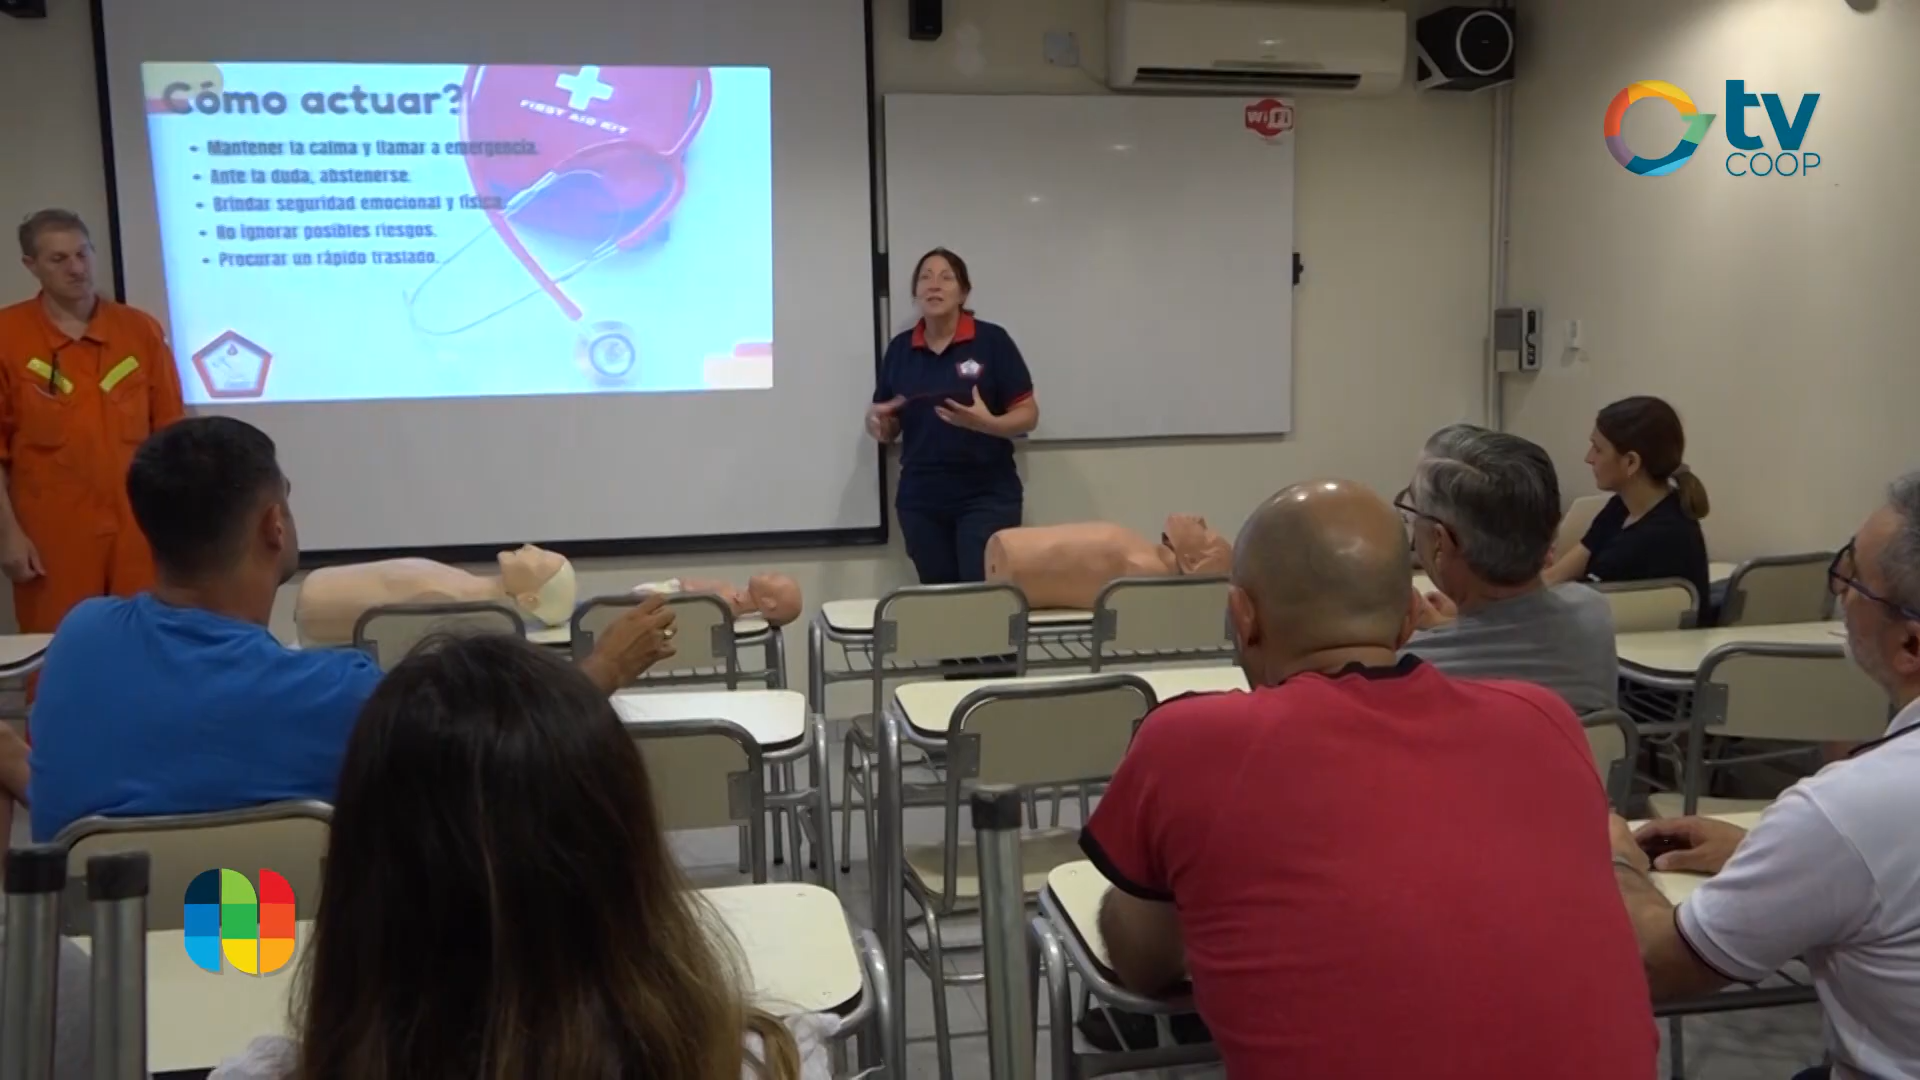 Cómo actuar?
FIRST AID KIT
• Mantener la calma y llamar a emergencia.
• Ante la duda, abstenerse.
• Brindar seguridad emocional y física.
• No ignorar posibles riesgos.
• Procurar un rápido traslado.
WiFi
tv
COOP